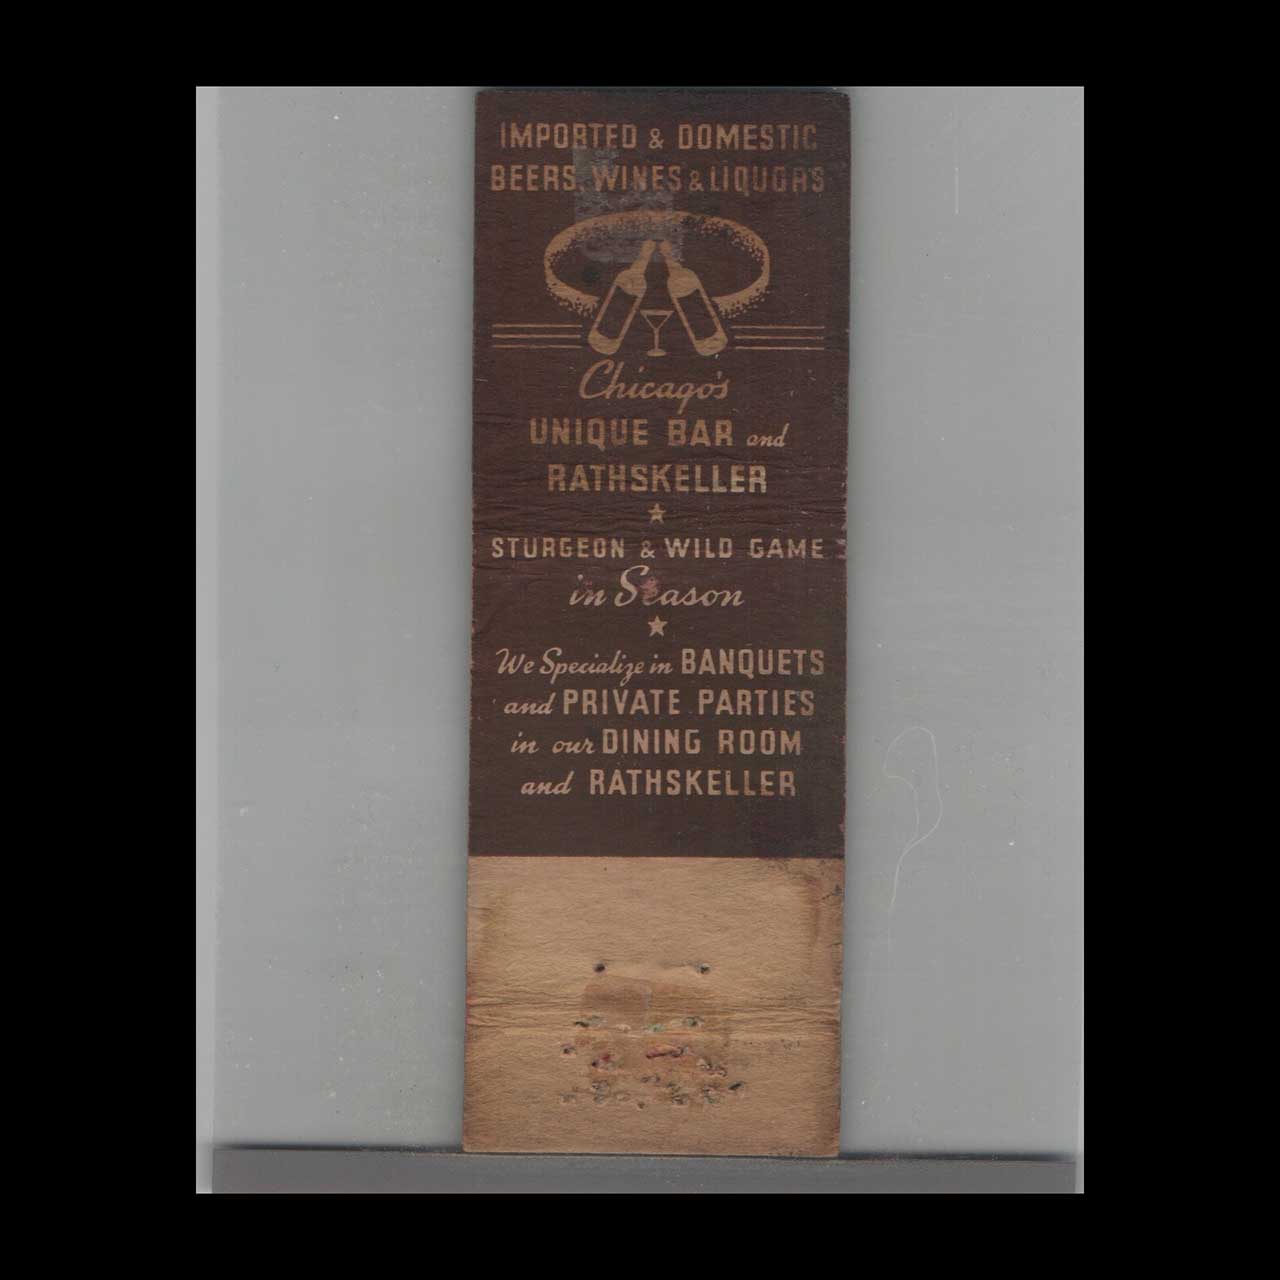 IMPORTED & DOMESTIC
BEERS, WINES & LIQUORS
Chicago's
UNIQUE BAR and
RATHSKELLER
STURGEON & WILD GAME
in Season
We Specialize in BANQUETS
and PRIVATE PARTIES
in our DINING ROOM
and RATHSKELLER